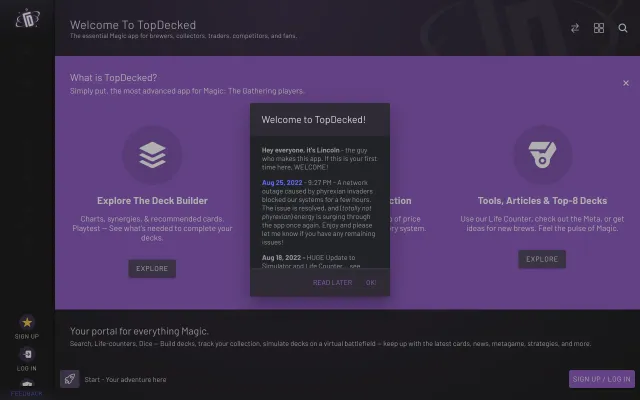 Welcome To TopDecked
The essential Magic app for brewers, collectors, traders, competitors, and fans.
What is TopDecked?
Simply put, the most advanced app for Magic: The Gathering players.
Explore The Deck Builder
Charts, synergies, & recommended cards.
Playtest — See what's needed to complete your
decks.
EXPLORE
Welcome to TopDecked!
Hey everyone, it's Lincoln - the guy
who makes this app. If this is your first
time here, WELCOME!
Aug 25, 2022 - 9:27 PM - A network
outage caused by phyrexian invaders
blocked our systems for a few hours.
The issue is resolved, and (totally not
phyrexian) energy is surging through
the app once again. Enjoy and please
let me know if you have any remaining
issues!
Aug 18, 2022 - HUGE Update to
Simulator and Life Counter... see
READ LATER
OK!
ction
s of price
ry system.
Tools, Articles & Top-8 Decks
Use our Life Counter, check out the Meta, or get
ideas for new brews. Feel the pulse of Magic.
EXPLORE
Your portal for everything Magic.
Search, Life-counters, Dice — Build decks, track your collection, simulate decks on a virtual battlefield — keep up with the latest cards, news, metagame, strategies, and more.
SIGN UP
LOG IN
FEEDBACK
Start - Your adventure here
SIGN UP / LOG IN